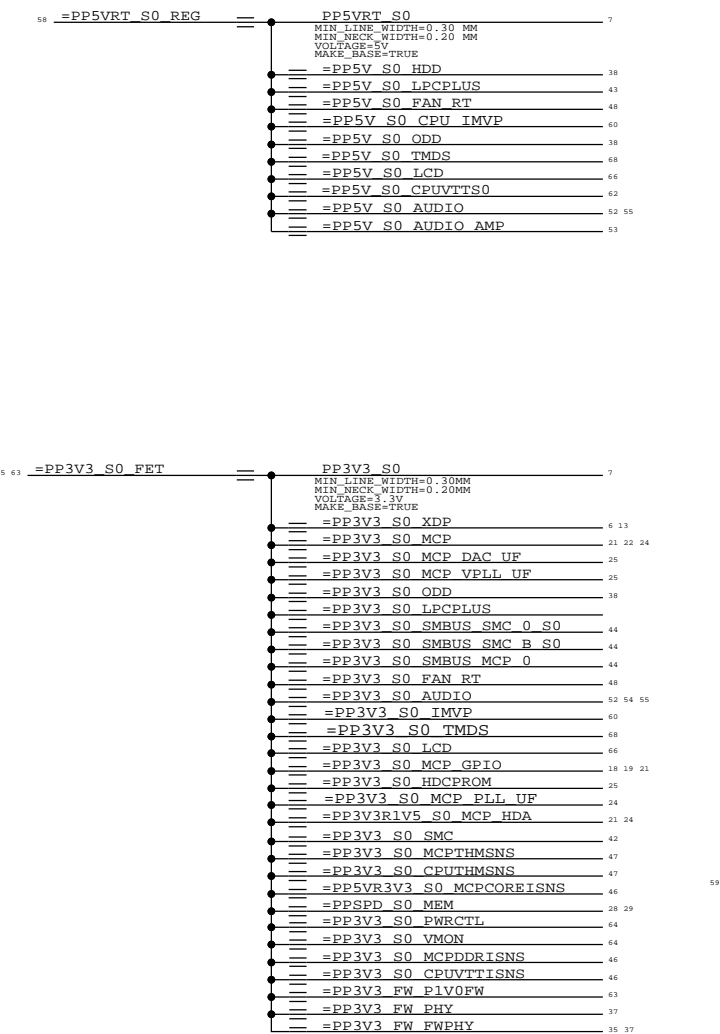 58 =PP5VRT_S0_REG PP5VRT_S0 7
MIN_LINE_WIDTH=0.30 MM
MIN_NECK_WIDTH=0.20 MM
VOLTAGE=5V
MAKE_BASE=TRUE
=PP5V_S0_HDD 38
=PP5V_S0_LPCPLUS 43
=PP5V_S0_FAN_RT 48
=PP5V_S0_CPU_IMVP 60
=PP5V_S0_ODD 38
=PP5V_S0_TMDS 68
=PP5V_S0_LCD 66
=PP5V_S0_CPUVTTS0 62
=PP5V_S0_AUDIO 52 55
=PP5V_S0_AUDIO_AMP 53
5 63 =PP3V3_S0_FET PP3V3_S0 7
MIN_LINE_WIDTH=0.30MM
MIN_NECK_WIDTH=0.20MM
VOLTAGE=3.3V
MAKE_BASE=TRUE
=PP3V3_S0_XDP 6 13
=PP3V3_S0_MCP 21 22 24
=PP3V3_S0_MCP_DAC_UF 25
=PP3V3_S0_MCP_VPLL_UF 25
=PP3V3_S0_ODD 38
=PP3V3_S0_LPCPLUS
=PP3V3_S0_SMBUS_SMC_0_S0 44
=PP3V3_S0_SMBUS_SMC_B_S0 44
=PP3V3_S0_SMBUS_MCP_0 44
=PP3V3_S0_FAN_RT 48
=PP3V3_S0_AUDIO 52 54 55
=PP3V3_S0_IMVP 60
=PP3V3_S0_TMDS 68
=PP3V3_S0_LCD 66
=PP3V3_S0_MCP_GPIO 18 19 21
=PP3V3_S0_HDCPROM 25
=PP3V3_S0_MCP_PLL_UF 24
=PP3V3R1V5_S0_MCP_HDA 21 24
=PP3V3_S0_SMC 42
=PP3V3_S0_MCPTHMSNS 47
=PP3V3_S0_CPUTHMSNS 47
=PP5VR3V3_S0_MCPCOREISNS 46 59
=PPSPD_S0_MEM 28 29
=PP3V3_S0_PWRCTL 64
=PP3V3_S0_VMON 64
=PP3V3_S0_MCPDDRISNS 46
=PP3V3_S0_CPUVTTISNS 46
=PP3V3_FW_P1V0FW 63
=PP3V3_FW_PHY 37
=PP3V3_FW_FWPHY 35 37